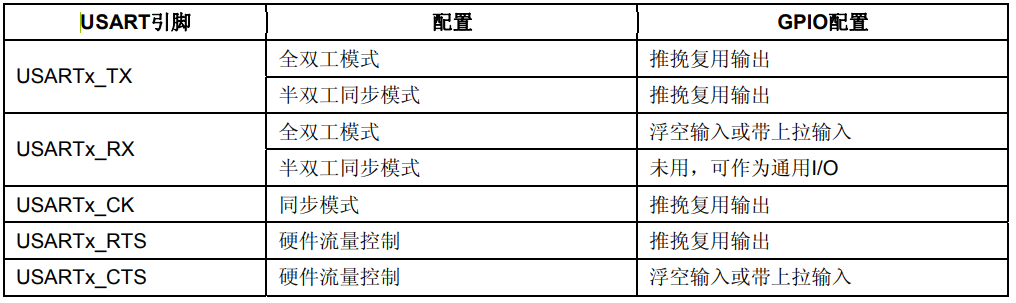 USART引脚 配置 GPIO配置
USARTx_TX 全双工模式 推挽复用输出
半双工同步模式 推挽复用输出
USARTx_RX 全双工模式 浮空输入或带上拉输入
半双工同步模式 未用，可作为通用I/O
USARTx_CK 同步模式 推挽复用输出
USARTx_RTS 硬件流量控制 推挽复用输出
USARTx_CTS 硬件流量控制 浮空输入或带上拉输入